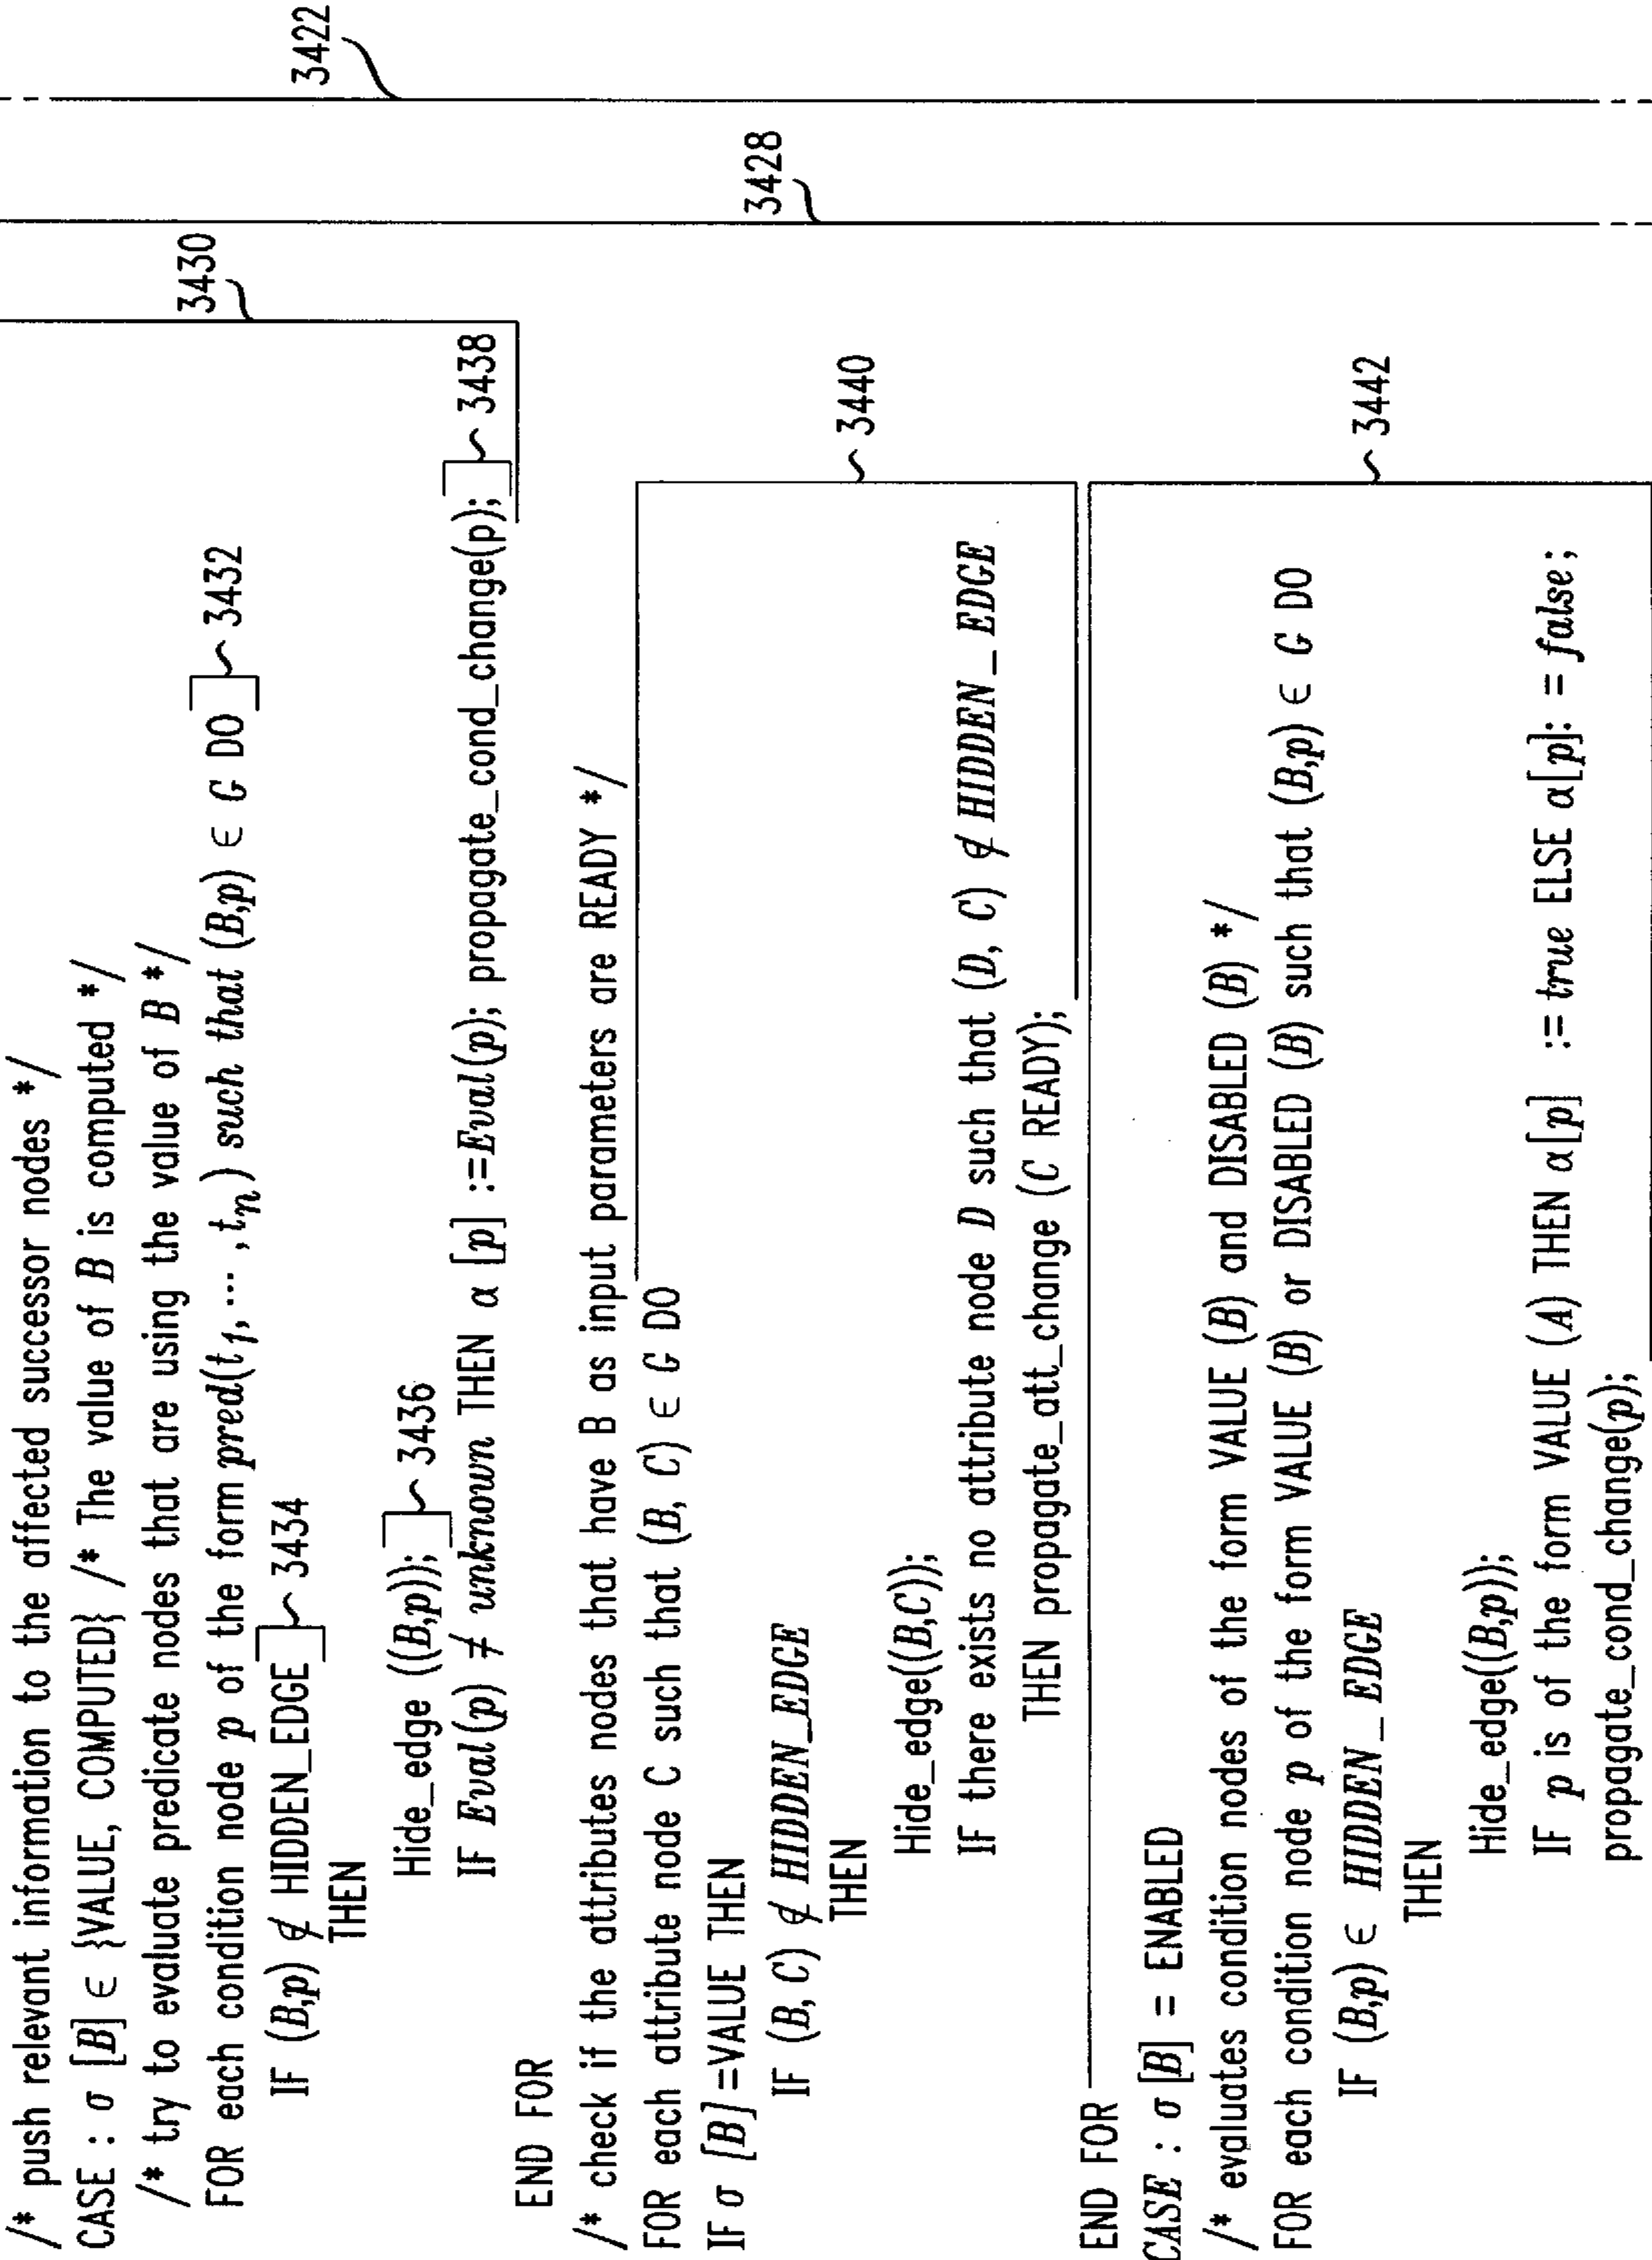 /* push relevant information to the affected successor nodes */
CASE : σ [B] ∈ {VALUE, COMPUTED} /* The value of B is computed */
/* try to evaluate predicate nodes that are using the value of B */
FOR each condition node p of the form pred(t1, ··· ,tn) such that (B,p) ∈ G DO 3432
IF (B,p) ∉ HIDDEN_EDGE 3434
THEN
Hide_edge ((B,p)); 3436
IF Eval(p) ≠ unknown THEN α [p] :=Eval(p); propagate_cond_change(p); 3438
3430
3428
3422
END FOR
/* check if the attributes nodes that have B as input parameters are READY */
FOR each attribute node C such that (B, C) ∈ G DO
IF σ [B] =VALUE THEN
IF (B, C) ∉ HIDDEN_EDGE
THEN
3440
Hide_edge((B,C));
IF there exists no attribute node D such that (D, C) ∉ HIDDEN_EDGE
THEN propagate_att_change (C READY);
END FOR
CASE : σ [B] = ENABLED
/* evaluates condition nodes of the form VALUE (B) and DISABLED (B) */
FOR each condition node p of the form VALUE (B) or DISABLED (B) such that (B,p) ∈ G DO
IF (B,p) ∈ HIDDEN_EDGE
THEN
3442
Hide_edge((B,p));
IF p is of the form VALUE (A) THEN α[p] := true ELSE α[p]: = false;
propagate_cond_change(p);